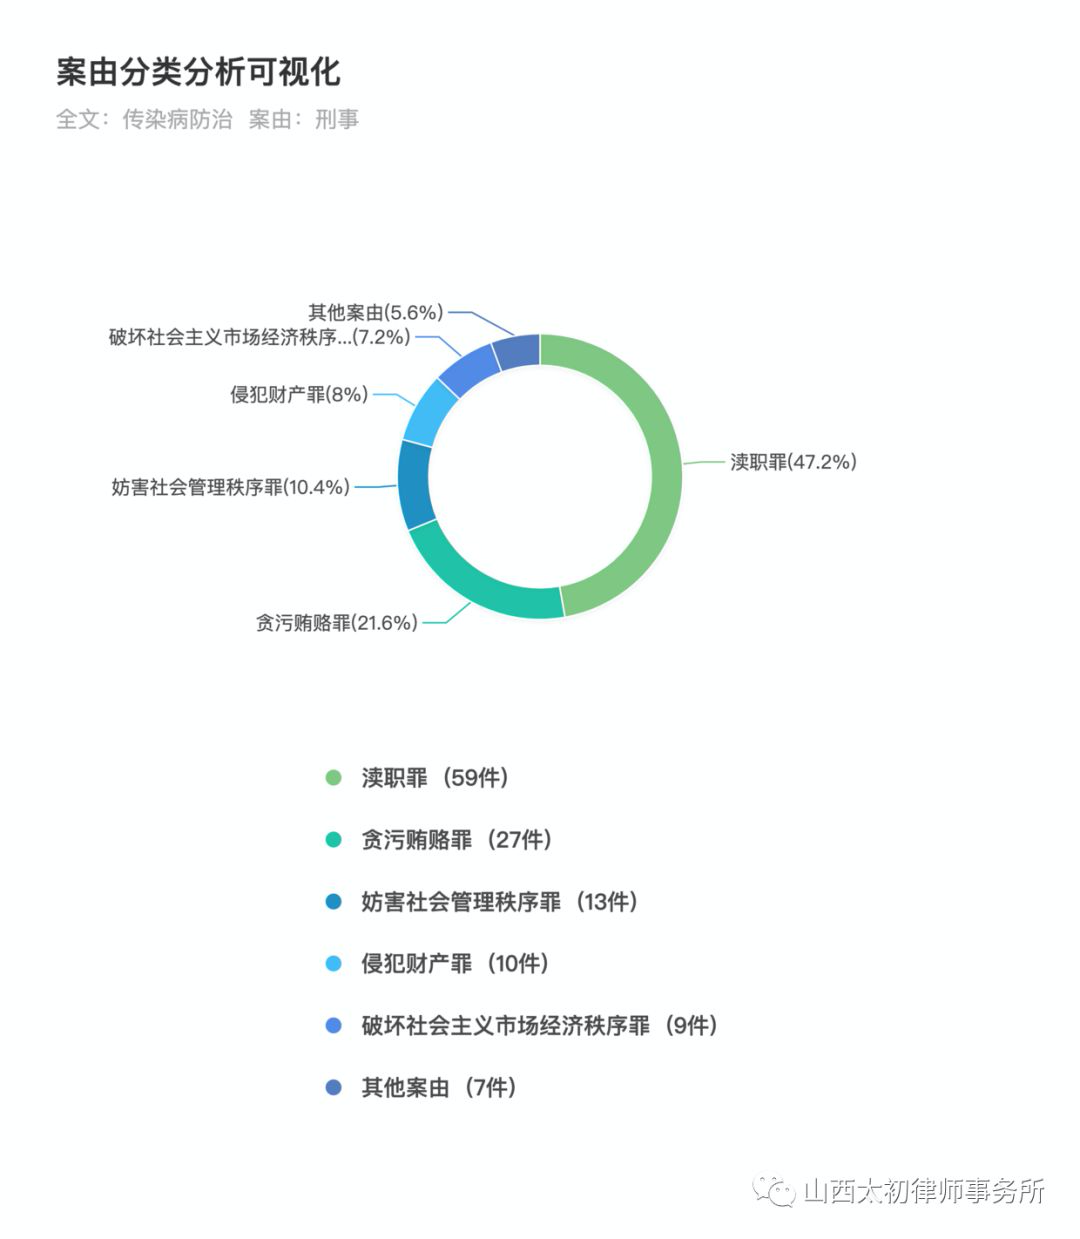 案由分类分析可视化
全文：传染病防治 案由：刑事
其他案由(5.6%)
破坏社会主义市场经济秩序...(7.2%)
侵犯财产罪(8%)
渎职罪(47.2%)
妨害社会管理秩序罪(10.4%)
贪污贿赂罪(21.6%)
渎职罪（59件）
贪污贿赂罪（27件）
妨害社会管理秩序罪（13件）
侵犯财产罪（10件）
破坏社会主义市场经济秩序罪（9件）
其他案由（7件）
山西太初律师事务所